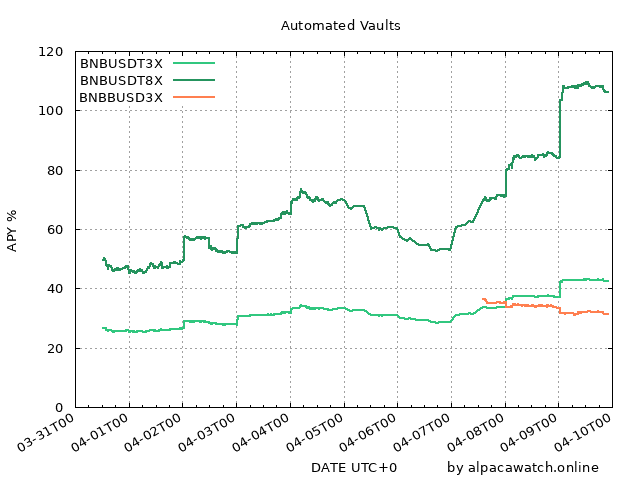 Automated Vaults
120
100
80
60
40
20
0
APY %
BNBUSDT3X
BNBUSDT8X
BNBBUSD3X
03-31T00
04-01T00
04-02T00
04-03T00
04-04T00
04-05T00
04-06T00
04-07T00
04-08T00
04-09T00
04-10T00
DATE UTC+0
by alpacawatch.online